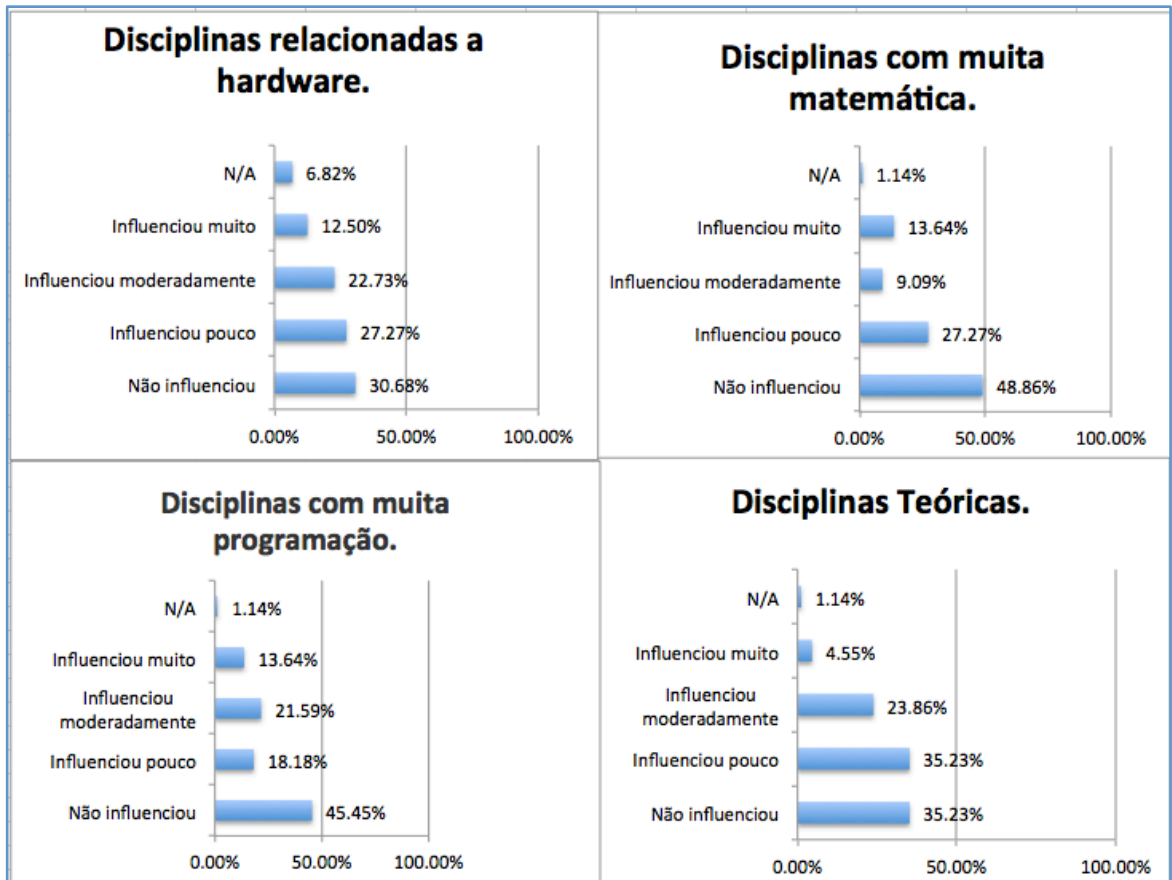 Disciplinas relacionadas a
hardware.
N/A
6.82%
Influenciou muito
12.50%
Influenciou moderadamente
22.73%
Influenciou pouco
27.27%
Não influenciou
30.68%
0.00%
50.00%
100.00%
Disciplinas com muita
matemática.
N/A
1.14%
Influenciou muito
13.64%
Influenciou moderadamente
9.09%
Influenciou pouco
27.27%
Não influenciou
48.86%
0.00%
50.00%
100.00%
Disciplinas com muita
programação.
N/A
1.14%
Influenciou muito
13.64%
Influenciou
moderadamente
21.59%
Influenciou pouco
18.18%
Não influenciou
45.45%
0.00%
50.00%
100.00%
Disciplinas Teóricas.
N/A
1.14%
Influenciou muito
4.55%
Influenciou
moderadamente
23.86%
Influenciou pouco
35.23%
Não influenciou
35.23%
0.00%
50.00%
100.00%